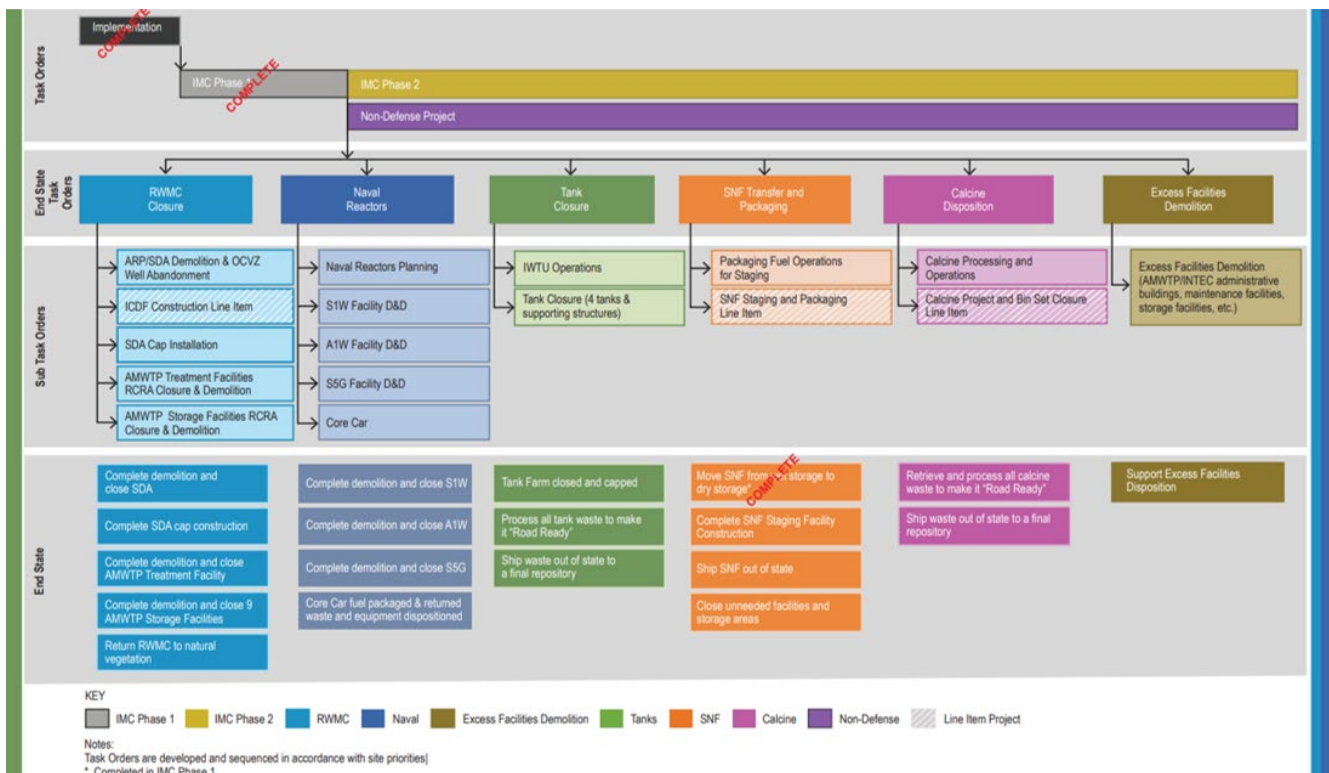 Task Orders
Implementation
COMPLETE
IMC Phase 1
COMPLETE
IMC Phase 2
Non-Defense Project
End State
Task
Orders
RWMC
Closure
Naval
Reactors
Tank
Closure
SNF Transfer and
Packaging
Calcine
Disposition
Excess Facilities
Demolition
Sub Task Orders
ARP/SDA Demolition & OCVZ
Well Abandonment
ICDF Construction Line Item
SDA Cap Installation
AMWTP Treatment Facilities
RCRA Closure & Demolition
AMWTP Storage Facilities RCRA
Closure & Demolition
Naval Reactors Planning
S1W Facility D&D
A1W Facility D&D
S5G Facility D&D
Core Car
IWTU Operations
Tank Closure (4 tanks &
supporting structures)
Packaging Fuel Operations
for Staging
SNF Staging and Packaging
Line Item
Calcine Processing and
Operations
Calcine Project and Bin Set Closure
Line Item
Excess Facilities Demolition
(AMWTP/INTEC administrative
buildings, maintenance facilities,
storage facilities, etc.)
End State
Complete demolition and
close SDA
Complete SDA cap construction
Complete demolition and close
AMWTP Treatment Facility
Complete demolition and close 9
AMWTP Storage Facilities
Return RWMC to natural
vegetation
Complete demolition and close S1W
Complete demolition and close A1W
Complete demolition and close S5G
Core Car fuel packaged & returned
waste and equipment dispositioned
Tank Farm closed and capped
Process all tank waste to make
it “Road Ready”
Ship waste out of state to
a final repository
Move SNF from storage to
dry storage*
COMPLETE
Complete SNF Staging Facility
Construction
Ship SNF out of state
Close unneeded facilities and
storage areas
Retrieve and process all calcine
waste to make it “Road Ready”
Ship waste out of state to a final
repository
Support Excess Facilities
Disposition
KEY
IMC Phase 1
IMC Phase 2
RWMC
Naval
Excess Facilities Demolition
Tanks
SNF
Calcine
Non-Defense
Line Item Project
Notes:
Task Orders are developed and sequenced in accordance with site priorities|
* Completed in IMC Phase 1